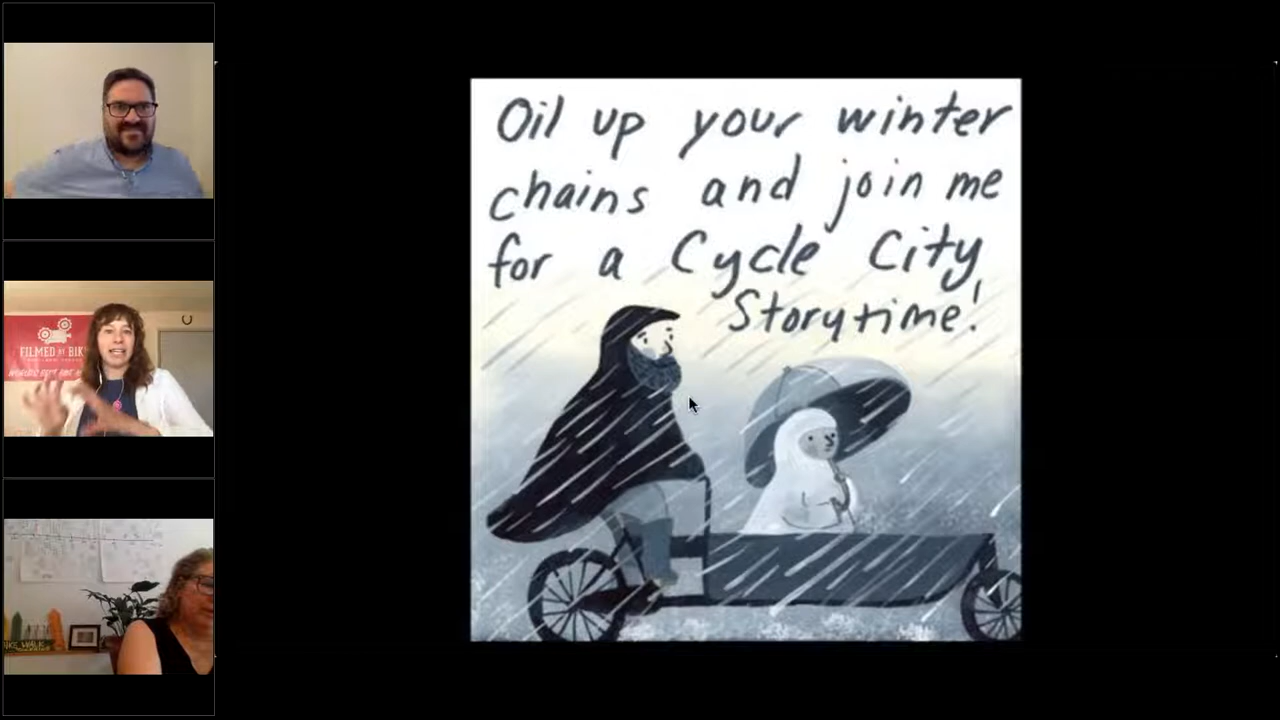 Oil up your winter
chains and join me
for a Cycle City
Storytime!
FILMED BY BIKE